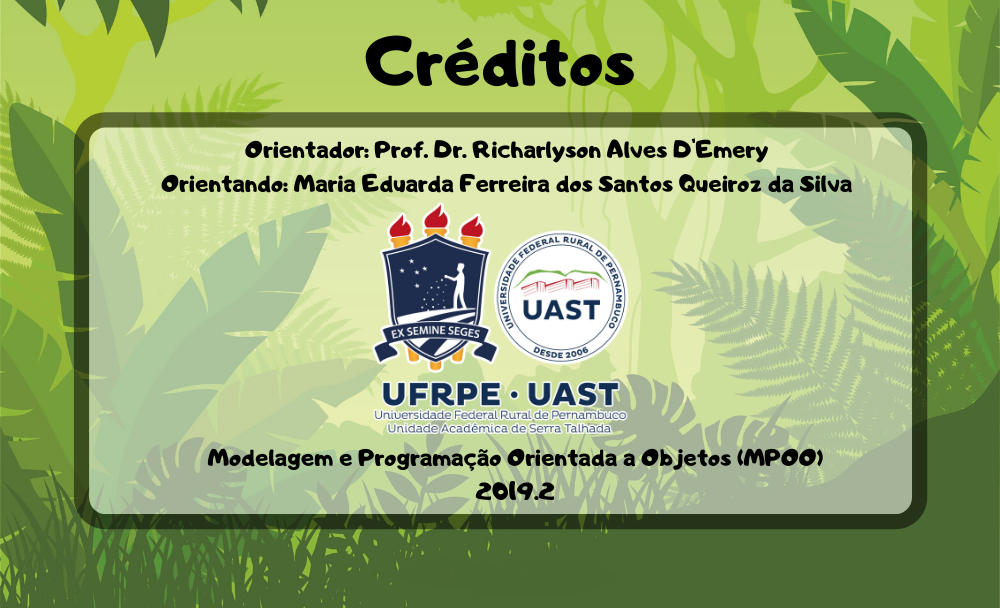 Créditos
Orientador: Prof. Dr. Richarlyson Alves D'Emery
Orientando: Maria Eduarda Ferreira dos Santos Queiroz da Silva
EX SEMINE SEGES
UNIVERSIDADE FEDERAL RURAL DE PERNAMBUCO
UAST
DESDE 2006
UFRPE · UAST
Universidade Federal Rural de Pernambuco
Unidade Acadêmica de Serra Talhada
Modelagem e Programação Orientada a Objetos (MPOO)
2019.2